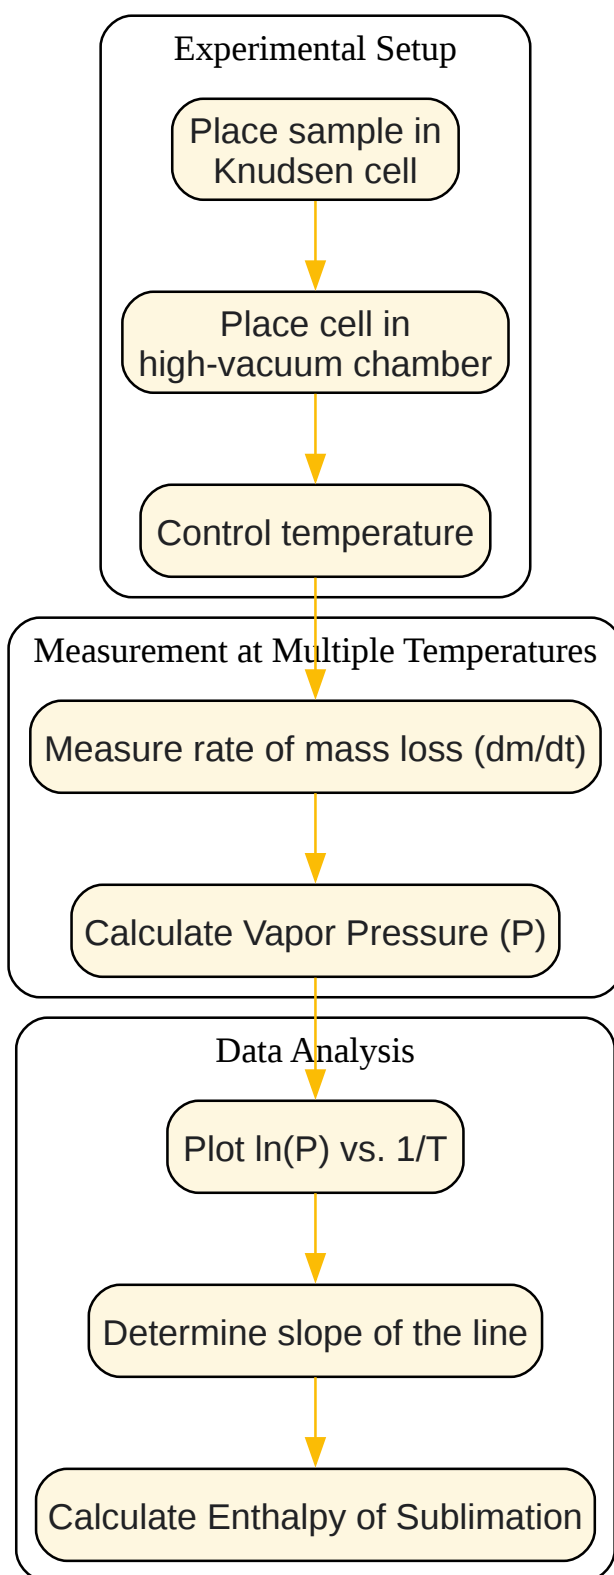 Experimental Setup
Place sample in
Knudsen cell
Place cell in
high-vacuum chamber
Control temperature
Measurement at Multiple Temperatures
Measure rate of mass loss (dm/dt)
Calculate Vapor Pressure (P)
Data Analysis
Plot ln(P) vs. 1/T
Determine slope of the line
Calculate Enthalpy of Sublimation